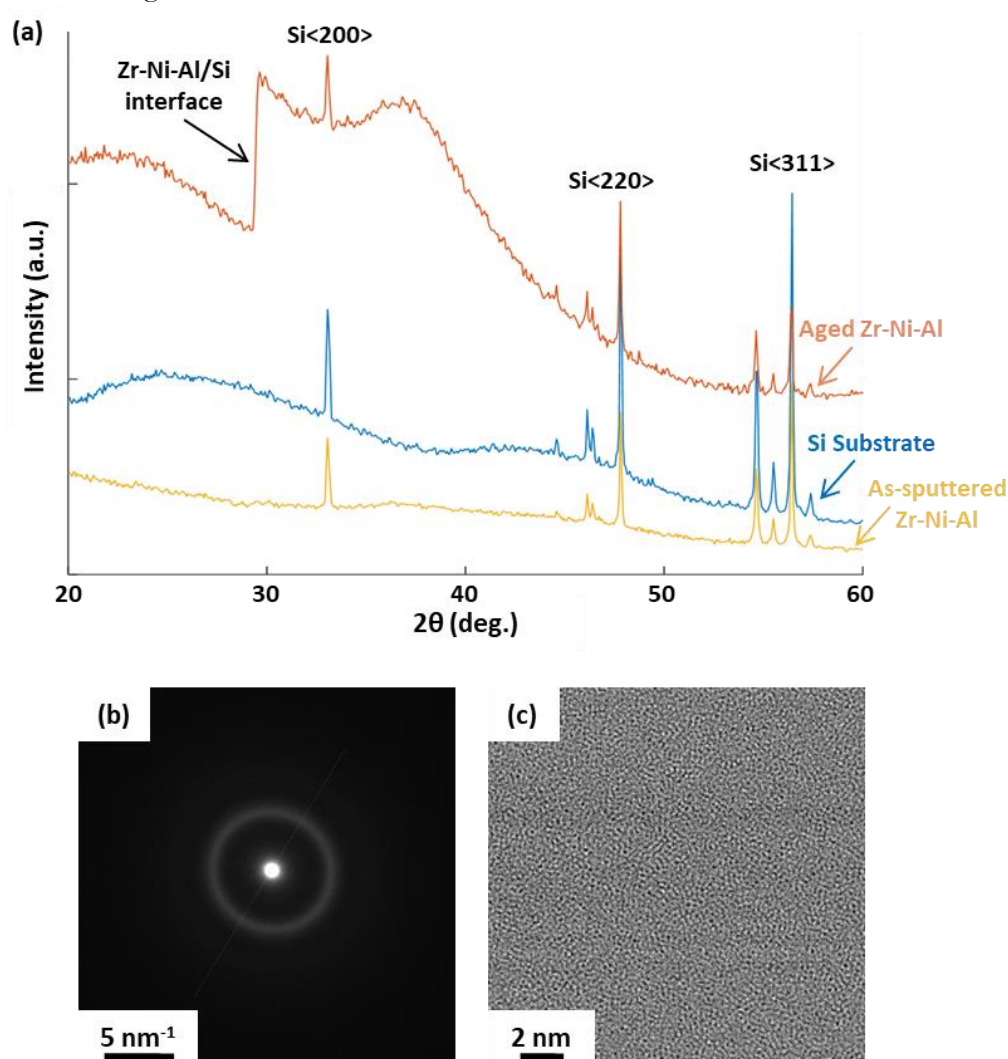 (a)
Si<200>
Zr-Ni-Al/Si
interface
Si<220>
Si<311>
Intensity (a.u.)
Aged Zr-Ni-Al
Si Substrate
As-sputtered
Zr-Ni-Al
20
30
40
50
60
2θ (deg.)
(b)
(c)
5 nm⁻¹
2 nm